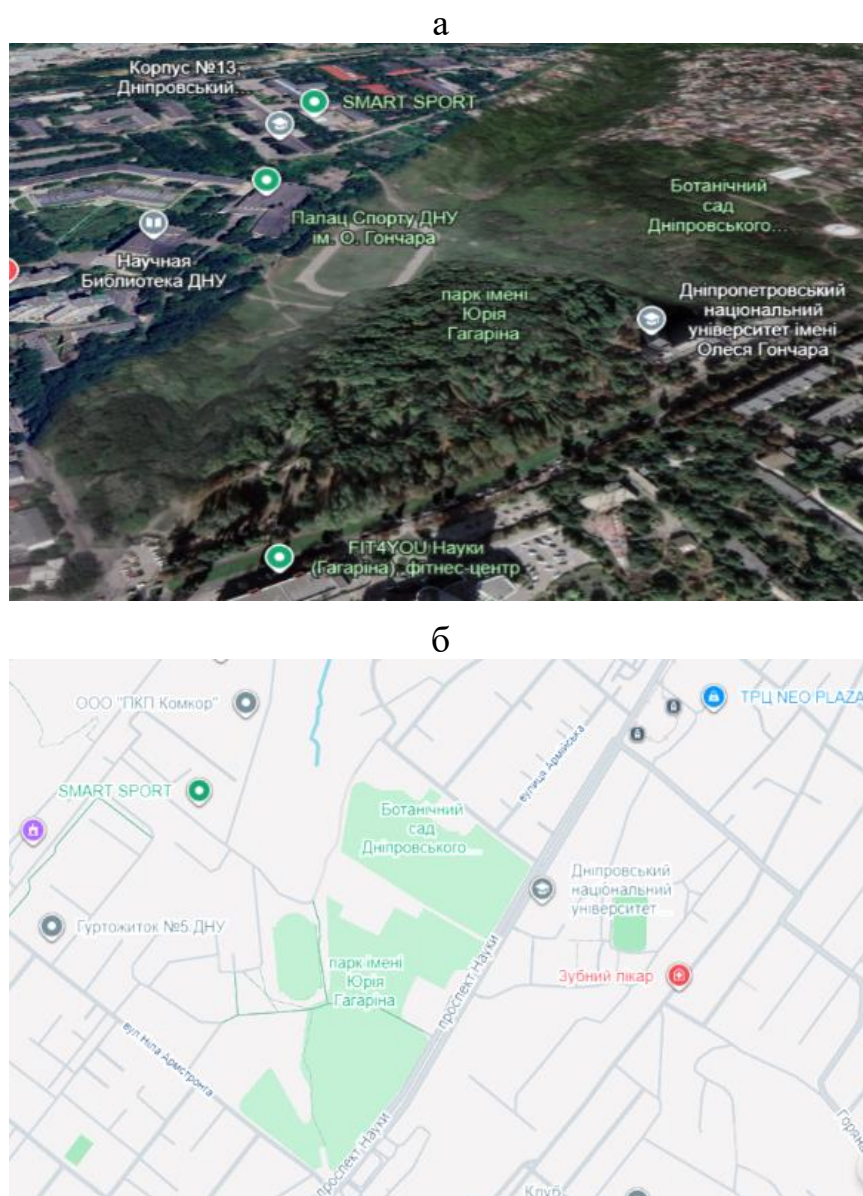 а
Корпус №13,
Дніпровський...
SMART SPORT
Ботанічний
сад
Дніпровського...
Палац Спорту ДНУ
ім. О. Гончара
Научная
Библиотека ДНУ
парк імені
Юрія
Гагаріна
Дніпропетровський
національний
університет імені
Олеся Гончара
FIT4YOU Науки
(Гагаріна), фітнес-центр
б
ООО "ПКП Комкор"
ТРЦ NEO PLAZA
вулиця Армійська
SMART SPORT
Ботанічний
сад
Дніпровського...
Дніпровський
національний
університет...
Гуртожиток №5 ДНУ
парк імені
Юрія
Гагаріна
проспект Науки
Зубний лікар
вул Ніла Армстронга
проспект Науки
Горяна
Клуб